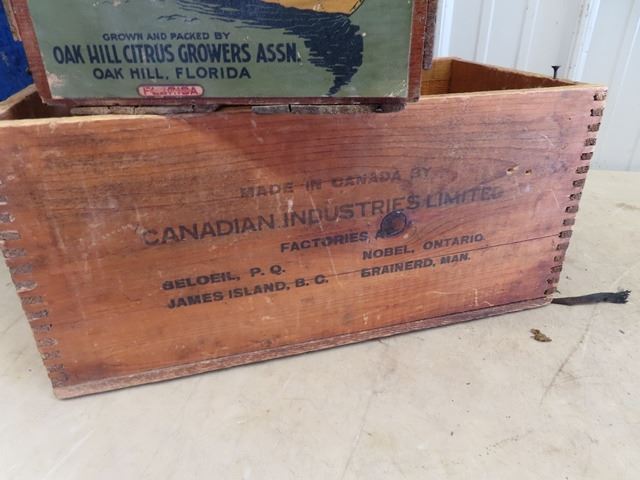 GROWN AND PACKED BY
OAK HILL CITRUS GROWERS ASSN.
OAK HILL, FLORIDA
FLORIDA
MADE IN CANADA BY
CANADIAN INDUSTRIES LIMITED
FACTORIES AT
BELOEIL, P. Q.
NOBEL, ONTARIO
JAMES ISLAND, B. C.
BRAINERD, MAN.